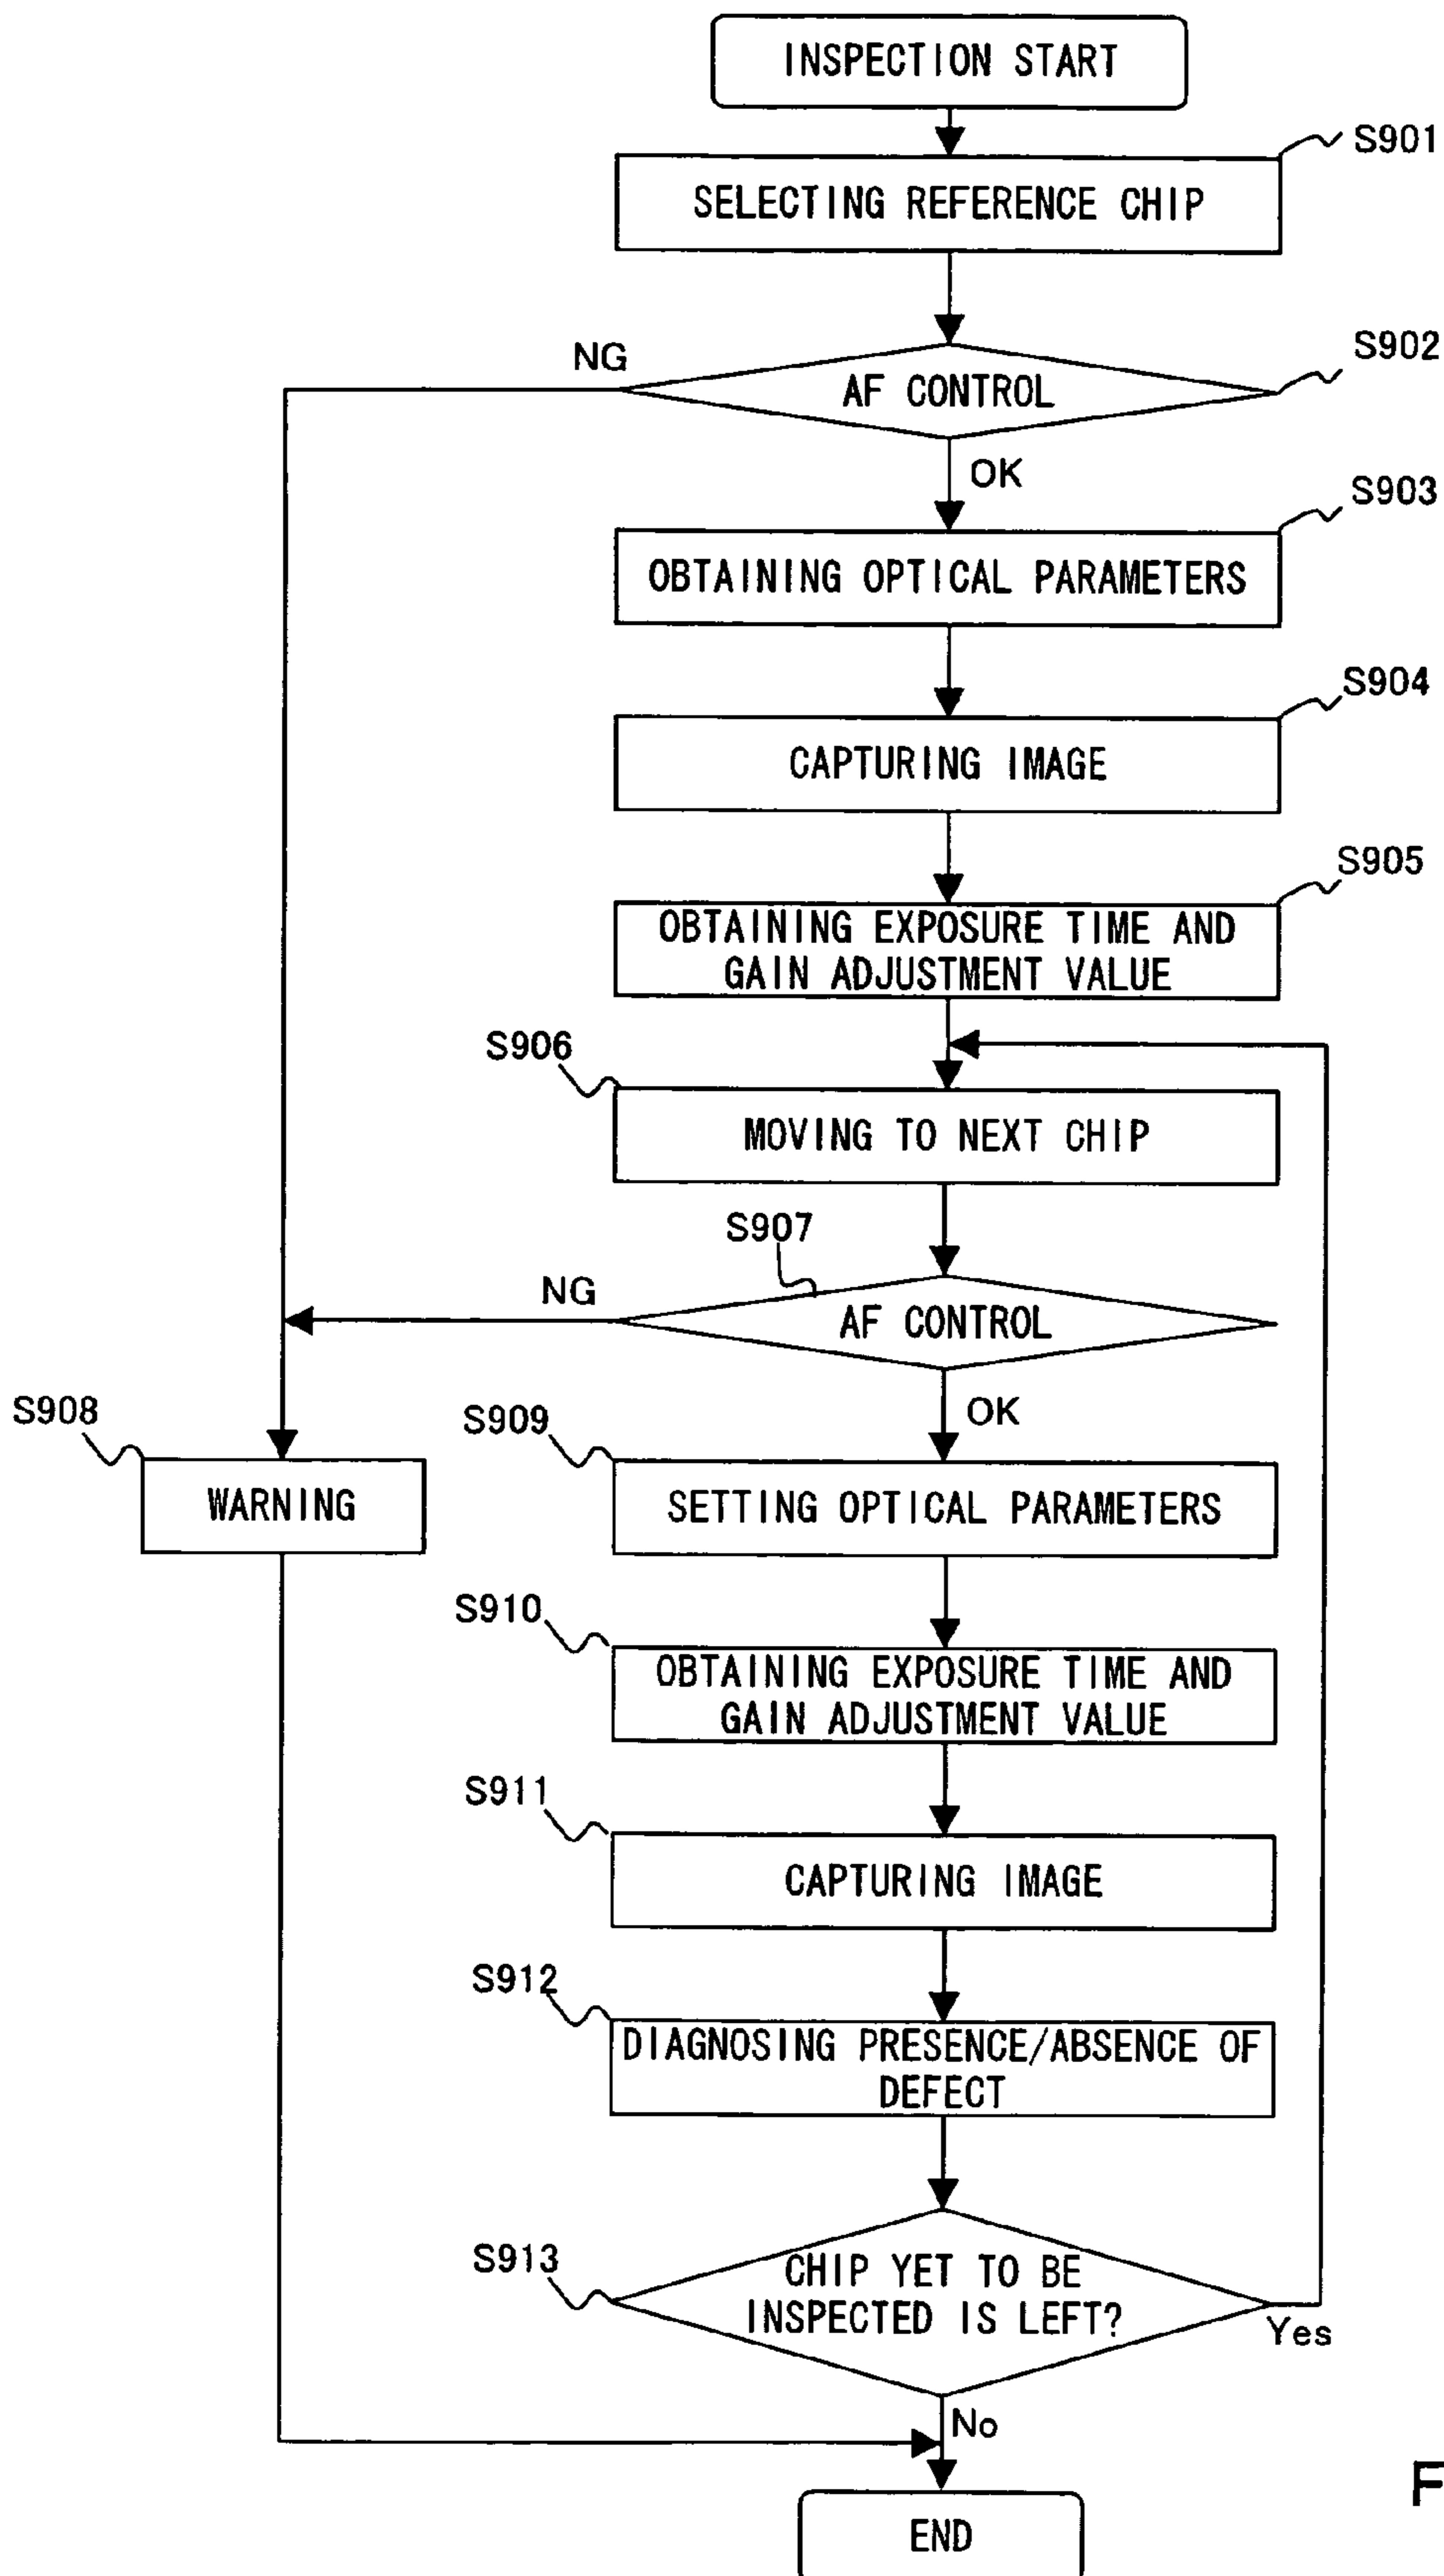 INSPECTION START
S901
SELECTING REFERENCE CHIP
S902
NG
AF CONTROL
OK
S903
OBTAINING OPTICAL PARAMETERS
S904
CAPTURING IMAGE
S905
OBTAINING EXPOSURE TIME AND
GAIN ADJUSTMENT VALUE
S906
MOVING TO NEXT CHIP
S907
NG
AF CONTROL
OK
S908
WARNING
S909
SETTING OPTICAL PARAMETERS
S910
OBTAINING EXPOSURE TIME AND
GAIN ADJUSTMENT VALUE
S911
CAPTURING IMAGE
S912
DIAGNOSING PRESENCE/ABSENCE OF
DEFECT
S913
CHIP YET TO BE
INSPECTED IS LEFT?
Yes
No
F
END